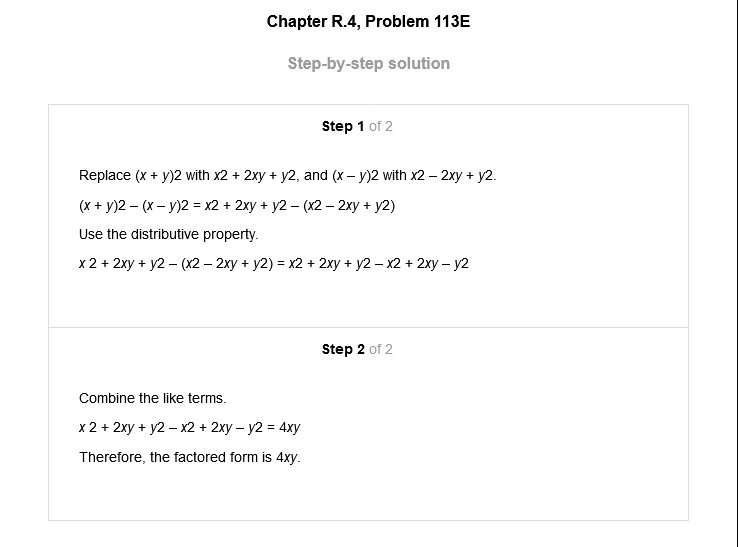 Chapter R.4, Problem 113E
Step-by-step solution
Step 1 of 2
Replace (x + y)2 with x2 + 2xy + y2, and (x – y)2 with x2 – 2xy + y2.
(x + y)2 – (x – y)2 = x2 + 2xy + y2 – (x2 – 2xy + y2)
Use the distributive property.
x 2 + 2xy + y2 – (x2 – 2xy + y2) = x2 + 2xy + y2 – x2 + 2xy – y2
Step 2 of 2
Combine the like terms.
x 2 + 2xy + y2 – x2 + 2xy – y2 = 4xy
Therefore, the factored form is 4xy.